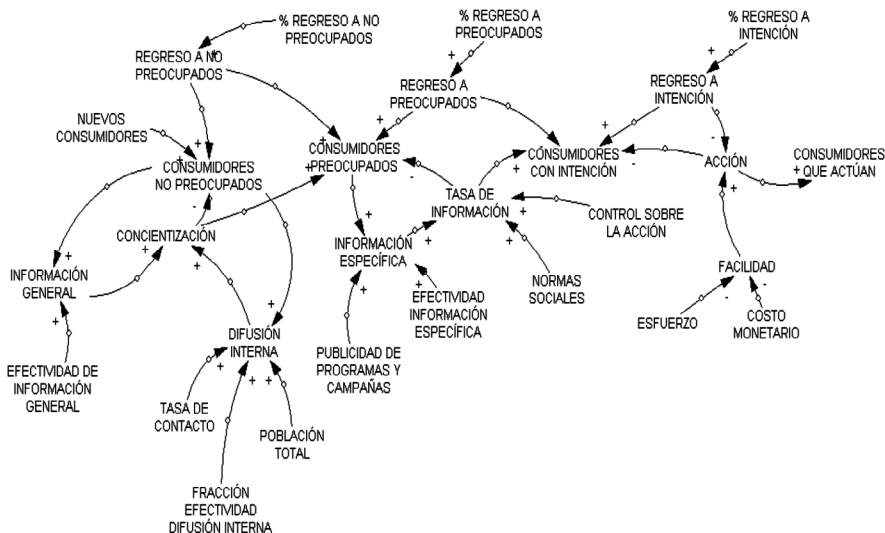 % REGRESO A NO
PREOCUPADOS
% REGRESO A
PREOCUPADOS
% REGRESO A
INTENCIÓN
REGRESO A NO
PREOCUPADOS
REGRESO A
PREOCUPADOS
REGRESO A
INTENCIÓN
NUEVOS
CONSUMIDORES
CONSUMIDORES
NO PREOCUPADOS
CONSUMIDORES
PREOCUPADOS
CONSUMIDORES
CON INTENCIÓN
ACCIÓN
CONSUMIDORES
QUE ACTÚAN
TASA DE
INFORMACIÓN
CONTROL SOBRE
LA ACCIÓN
CONCIENTIZACIÓN
INFORMACIÓN
ESPECÍFICA
INFORMACIÓN
GENERAL
NORMAS
SOCIALES
FACILIDAD
EFECTIVIDAD
INFORMACIÓN
ESPECÍFICA
ESFUERZO
COSTO
MONETARIO
DIFUSIÓN
INTERNA
PUBLICIDAD DE
PROGRAMAS Y
CAMPAÑAS
EFECTIVIDAD DE
INFORMACIÓN
GENERAL
TASA DE
CONTACTO
POBLACIÓN
TOTAL
FRACCIÓN
EFECTIVIDAD
DIFUSIÓN INTERNA